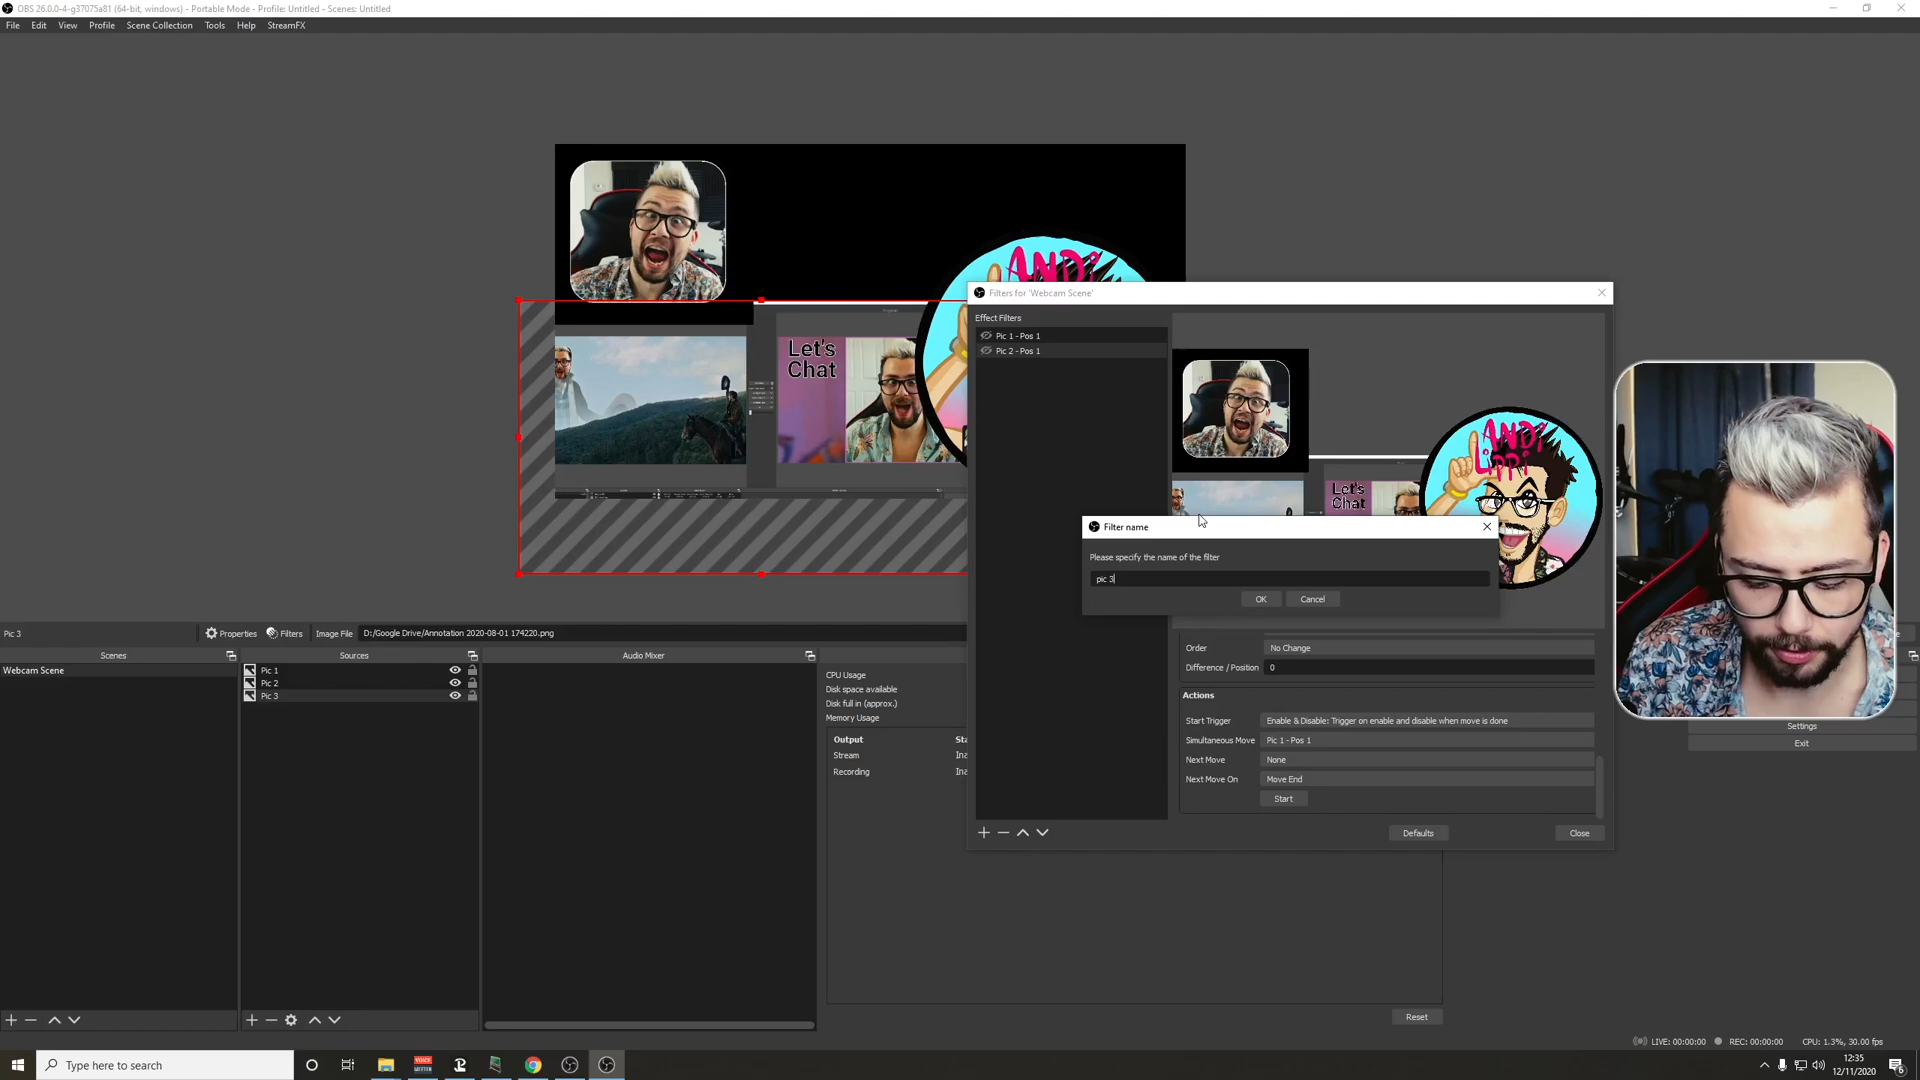 OBS 26.0.0-4-g37075a81 (64-bit, windows) - Portable Mode - Profile: Untitled - Scenes: Untitled
File Edit View Profile Scene Collection Tools Help StreamFX
ANDi
Let's
Chat
Filters for 'Webcam Scene'
Effect Filters
Pic 1 - Pos 1
Pic 2 - Pos 1
Let's
Chat
ANDi
LiPPi
Filter name
Please specify the name of the filter
pic 3
OK Cancel
Order No Change
Difference / Position 0
Actions
Start Trigger Enable & Disable: Trigger on enable and disable when move is done
Simultaneous Move Pic 1 - Pos 1
Next Move None
Next Move On Move End
Start
Defaults Close
Pic 3 Properties Filters Image File D:/Google Drive/Annotation 2020-08-01 174220.png
Scenes
Webcam Scene
Sources
Pic 1
Pic 2
Pic 3
Audio Mixer
CPU Usage
Disk space available
Disk full in (approx.)
Memory Usage
Output Sta
Stream Ina
Recording Ina
Reset
Settings
Exit
LIVE: 00:00:00 REC: 00:00:00 CPU: 1.3%, 30.00 fps
Type here to search
VOICE
12:35
12/11/2020
6